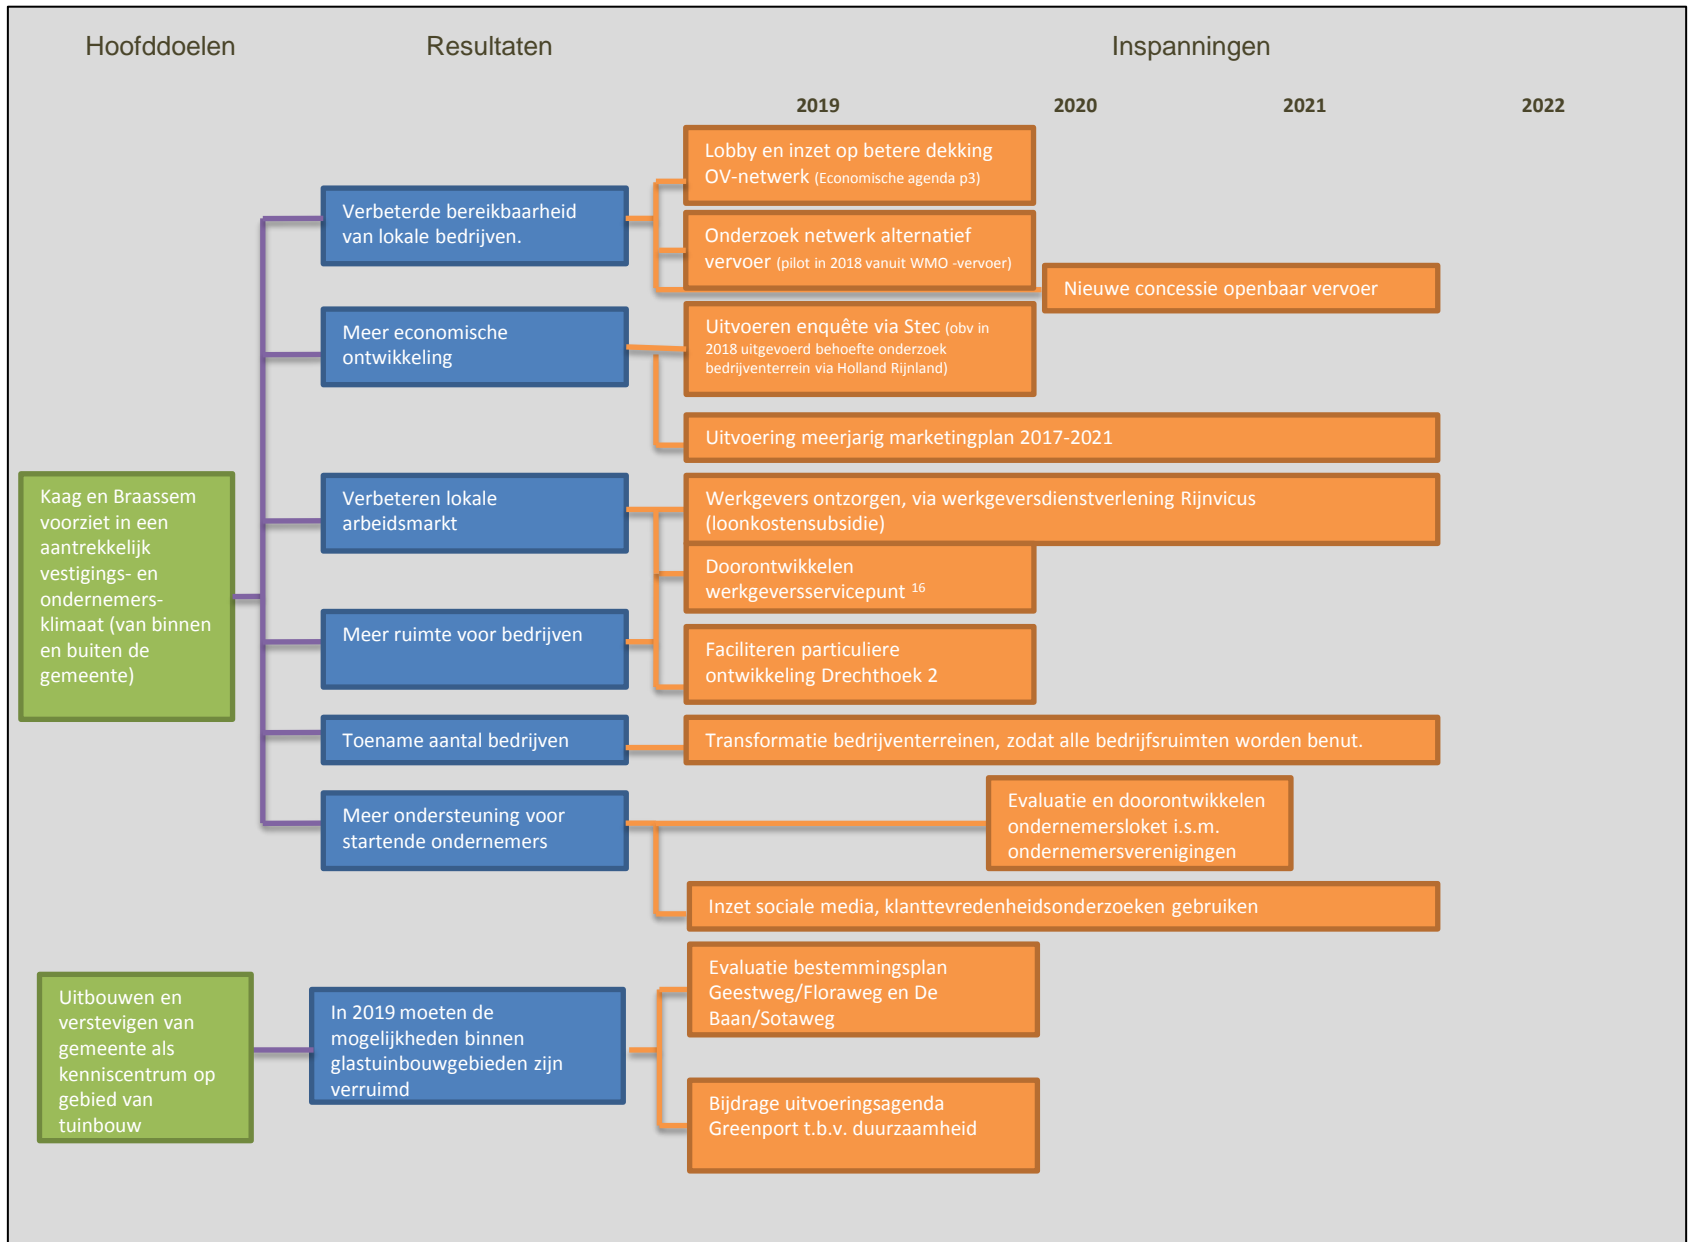 Hoofddoelen
Resultaten
Inspanningen
2019
2020
2021
2022
Kaag en Braassem
voorziet in een
aantrekkelijk
vestigings- en
ondernemers-
klimaat (van binnen
en buiten de
gemeente)
Verbeterde bereikbaarheid
van lokale bedrijven.
Lobby en inzet op betere dekking
OV-netwerk (Economische agenda p3)
Onderzoek netwerk alternatief
vervoer (pilot in 2018 vanuit WMO -vervoer)
Nieuwe concessie openbaar vervoer
Meer economische
ontwikkeling
Uitvoeren enquête via Stec (obv in
2018 uitgevoerd behoefte onderzoek
bedrijventerrein via Holland Rijnland)
Uitvoering meerjarig marketingplan 2017-2021
Verbeteren lokale
arbeidsmarkt
Werkgevers ontzorgen, via werkgeversdienstverlening Rijnvicus
(loonkostensubsidie)
Doorontwikkelen
werkgeversservicepunt 16
Meer ruimte voor bedrijven
Faciliteren particuliere
ontwikkeling Drechthoek 2
Toename aantal bedrijven
Transformatie bedrijventerreinen, zodat alle bedrijfsruimten worden benut.
Meer ondersteuning voor
startende ondernemers
Evaluatie en doorontwikkelen
ondernemersloket i.s.m.
ondernemersverenigingen
Inzet sociale media, klanttevredenheidsonderzoeken gebruiken
Uitbouwen en
verstevigen van
gemeente als
kenniscentrum op
gebied van
tuinbouw
In 2019 moeten de
mogelijkheden binnen
glastuinbouwgebieden zijn
verruimd
Evaluatie bestemmingsplan
Geestweg/Floraweg en De
Baan/Sotaweg
Bijdrage uitvoeringsagenda
Greenport t.b.v. duurzaamheid